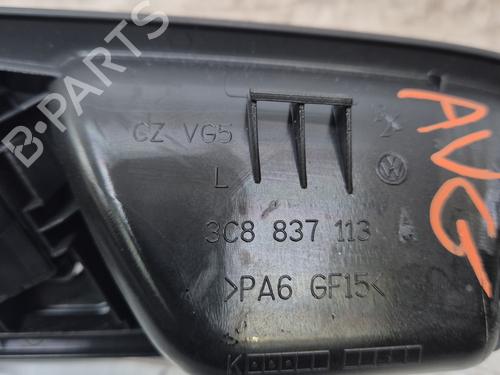 CZ VG5
L
3C8 837 113 A
>PA6 GF15<
K
AVG
B-PARTS